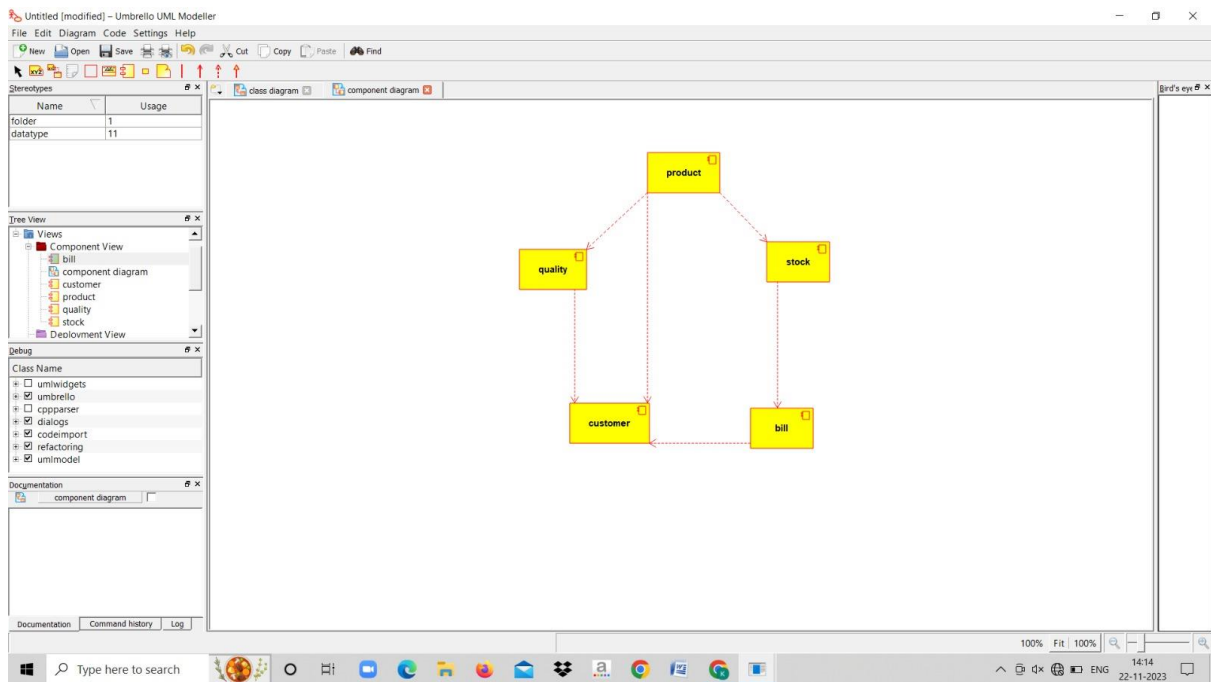 Untitled [modified] – Umbrello UML Modeller
File Edit Diagram Code Settings Help
New Open Save Cut Copy Paste Find
xyz
Stereotypes
class diagram component diagram
Bird's eye
Name Usage
folder 1
datatype 11
product
quality
stock
customer
bill
Tree View
Views
Component View
bill
component diagram
customer
product
quality
stock
Deployment View
Debug
Class Name
umlwidgets
umbrello
cppparser
dialogs
codeimport
refactoring
umlmodel
Documentation
component diagram
Documentation Command history Log
100% Fit 100%
Type here to search
a
ENG
14:14
22-11-2023